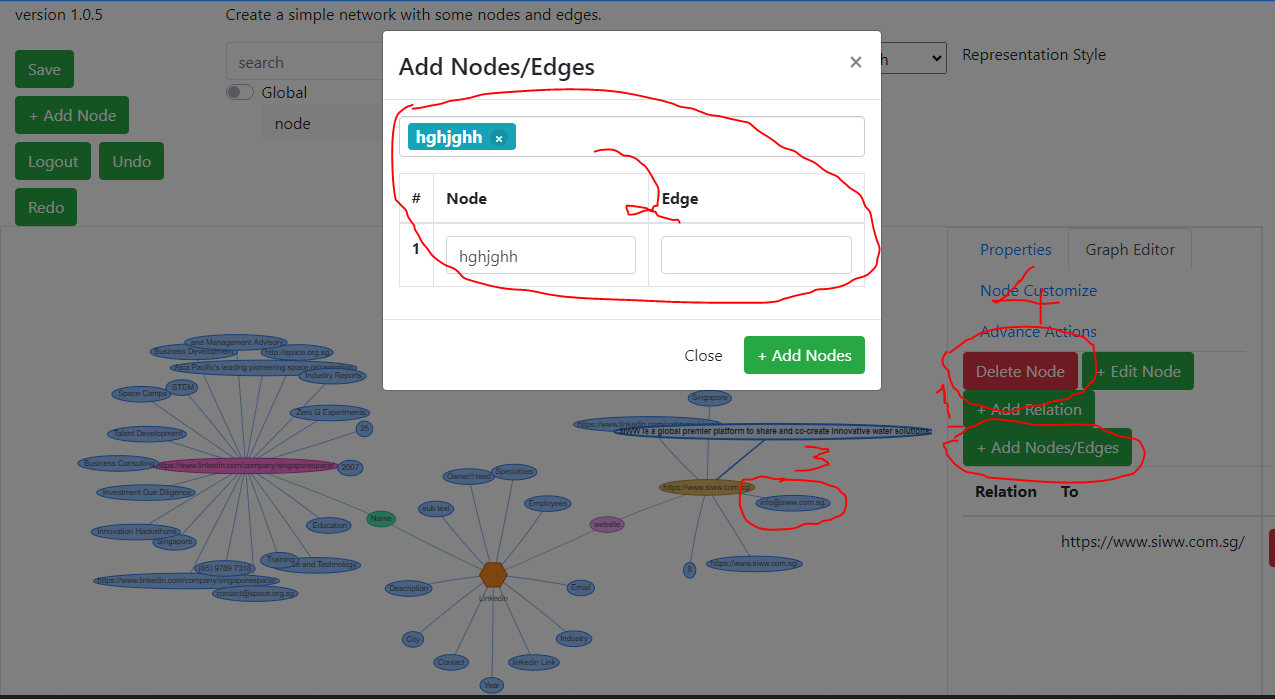 version 1.0.5
Create a simple network with some nodes and edges.
Save
search
h
Representation Style
+ Add Node
Global
node
Logout
Undo
Redo
Add Nodes/Edges
×
hghjghh ×
# Node Edge
1 hghjghh
Close
+ Add Nodes
Properties
Graph Editor
Node Customize
Advance Actions
Delete Node
+ Edit Node
+ Add Relation
+ Add Nodes/Edges
Relation To
https://www.siww.com.sg/
1
2
3
4
and Management Advisory
Business Development
http://space.org.sg
Asia Pacific's leading pioneering space organisation
Industry Reports
STEM
Space Camps
Zero G Experiments
25
Talent Development
Business Consulting
https://www.linkedin.com/company/singaporespace/
2007
Investment Due Diligence
Innovation Hackathons
Singapore
Education
Name
Training
ce and Technology
(65) 9789 7316
https://www.linkedin.com/company/singaporespace/
contact@space.org.sg
Owner/Head
Specialties
sub text
Employees
website
Linkedin
Description
Email
City
Industry
Contact
linkedin Link
Year
Singapore
https://www.linkedin.com/co
SIWW is a global premier platform to share and co-create innovative water solutions
https://www.siww.com.sg/
info@siww.com.sg
8
https://www.siww.com.sg/